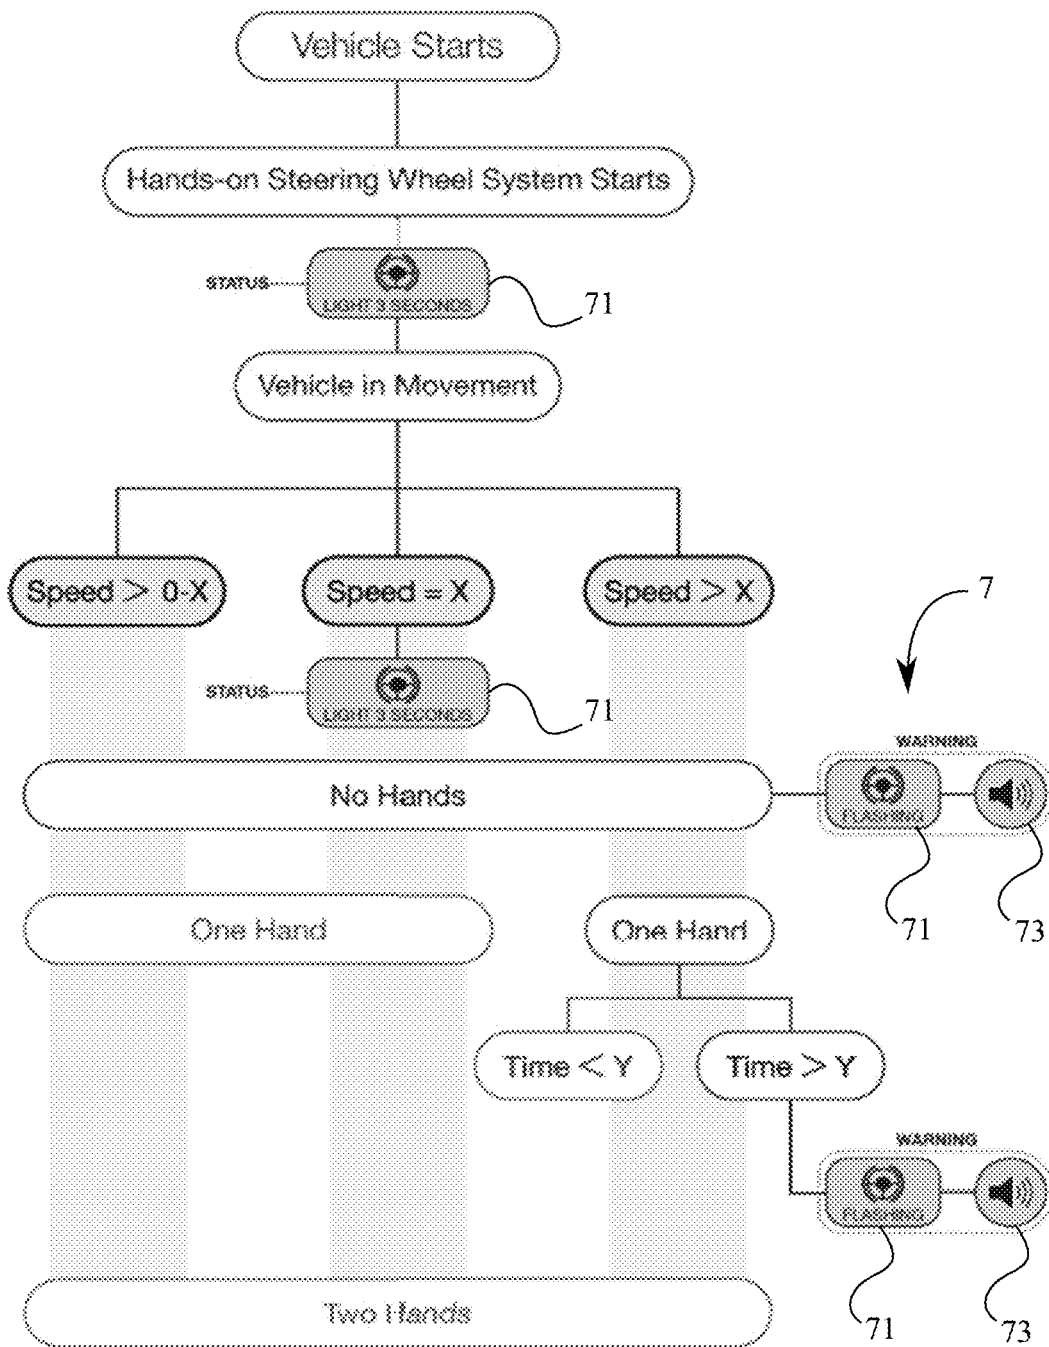 Vehicle Starts
Hands-on Steering Wheel System Starts
STATUS
LIGHT 3 SECONDS
71
Vehicle in Movement
Speed > 0-X
Speed = X
Speed > X
7
STATUS
LIGHT 3 SECONDS
71
WARNING
No Hands
FLASHING
71
73
One Hand
One Hand
Time < Y
Time > Y
WARNING
FLASHING
Two Hands
71
73